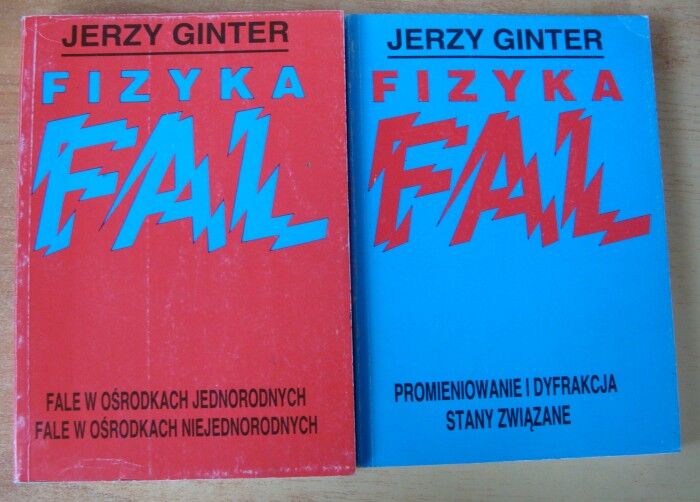 JERZY GINTER
FIZYKA
FAL
FALE W OŚRODKACH JEDNORODNYCH
FALE W OŚRODKACH NIEJEDNORODNYCH
JERZY GINTER
FIZYKA
FAL
PROMIENIOWANIE I DYFRAKCJA
STANY ZWIĄZANE